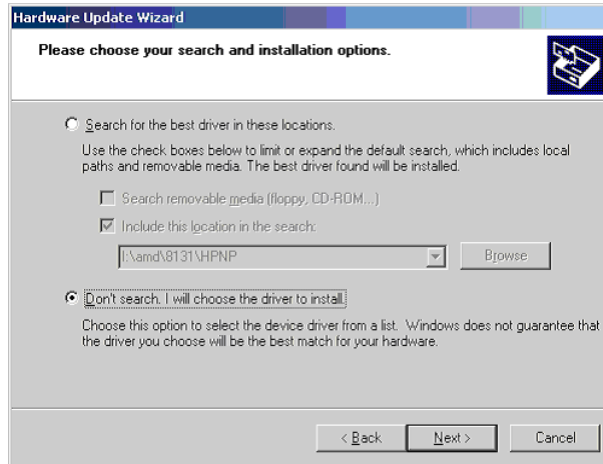 Hardware Update Wizard
Please choose your search and installation options.
Search for the best driver in these locations.
Use the check boxes below to limit or expand the default search, which includes local
paths and removable media. The best driver found will be installed.
Search removable media (floppy, CD-ROM...)
Include this location in the search:
I:\amd\8131\HPNP
Browse
Don't search. I will choose the driver to install.
Choose this option to select the device driver from a list. Windows does not guarantee that
the driver you choose will be the best match for your hardware.
< Back
Next >
Cancel